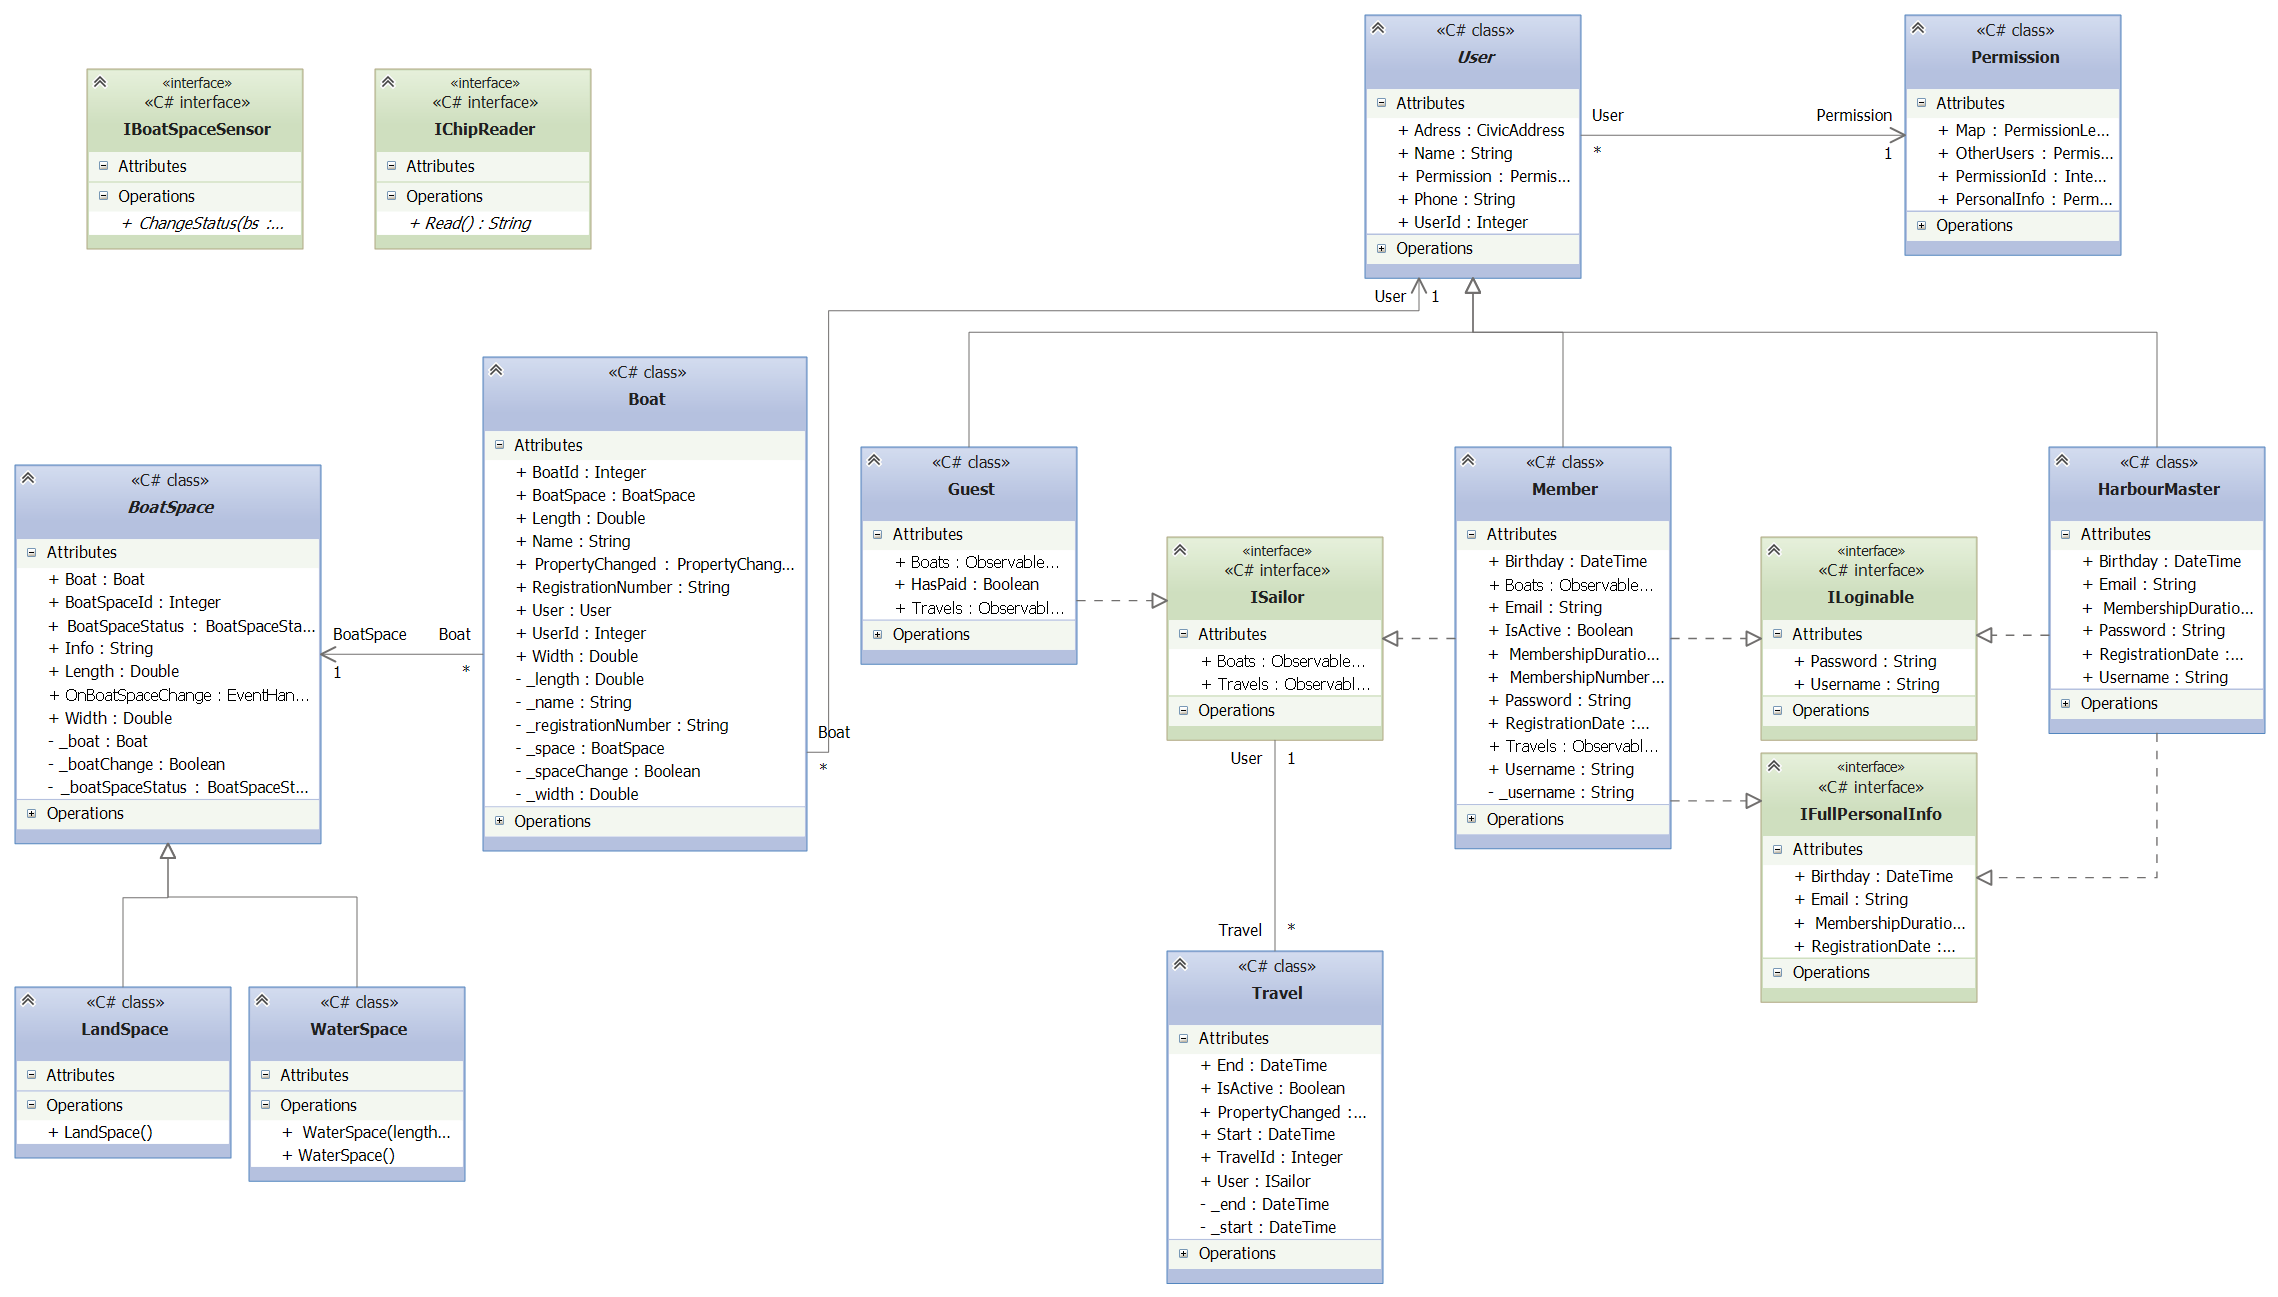 «interface»
«C# interface»
IBoatSpaceSensor
Attributes
Operations
+ ChangeStatus(bs :...
«interface»
«C# interface»
IChipReader
Attributes
Operations
+ Read() : String
«C# class»
User
Attributes
+ Adress : CivicAddress
+ Name : String
+ Permission : Permis...
+ Phone : String
+ UserId : Integer
Operations
User
*
Permission
1
«C# class»
Permission
Attributes
+ Map : PermissionLe...
+ OtherUsers : Permis...
+ PermissionId : Inte...
+ PersonalInfo : Perm...
Operations
User 1
«C# class»
BoatSpace
Attributes
+ Boat : Boat
+ BoatSpaceId : Integer
+ BoatSpaceStatus : BoatSpaceSta...
+ Info : String
+ Length : Double
+ OnBoatSpaceChange : EventHan...
+ Width : Double
- _boat : Boat
- _boatChange : Boolean
- _boatSpaceStatus : BoatSpaceSt...
Operations
BoatSpace
1
Boat
*
«C# class»
Boat
Attributes
+ BoatId : Integer
+ BoatSpace : BoatSpace
+ Length : Double
+ Name : String
+ PropertyChanged : PropertyChang...
+ RegistrationNumber : String
+ User : User
+ UserId : Integer
+ Width : Double
- _length : Double
- _name : String
- _registrationNumber : String
- _space : BoatSpace
- _spaceChange : Boolean
- _width : Double
Operations
Boat
*
«C# class»
Guest
Attributes
+ Boats : Observable...
+ HasPaid : Boolean
+ Travels : Observabl...
Operations
«interface»
«C# interface»
ISailor
Attributes
+ Boats : Observable...
+ Travels : Observabl...
Operations
User 1
Travel *
«C# class»
Member
Attributes
+ Birthday : DateTime
+ Boats : Observable...
+ Email : String
+ IsActive : Boolean
+ MembershipDuratio...
+ MembershipNumber...
+ Password : String
+ RegistrationDate :...
+ Travels : Observabl...
+ Username : String
- _username : String
Operations
«interface»
«C# interface»
ILoginable
Attributes
+ Password : String
+ Username : String
Operations
«C# class»
HarbourMaster
Attributes
+ Birthday : DateTime
+ Email : String
+ MembershipDuratio...
+ Password : String
+ RegistrationDate :...
+ Username : String
Operations
«interface»
«C# interface»
IFullPersonalInfo
Attributes
+ Birthday : DateTime
+ Email : String
+ MembershipDuratio...
+ RegistrationDate :...
Operations
«C# class»
LandSpace
Attributes
Operations
+ LandSpace()
«C# class»
WaterSpace
Attributes
Operations
+ WaterSpace(length...
+ WaterSpace()
«C# class»
Travel
Attributes
+ End : DateTime
+ IsActive : Boolean
+ PropertyChanged :...
+ Start : DateTime
+ TravelId : Integer
+ User : ISailor
- _end : DateTime
- _start : DateTime
Operations